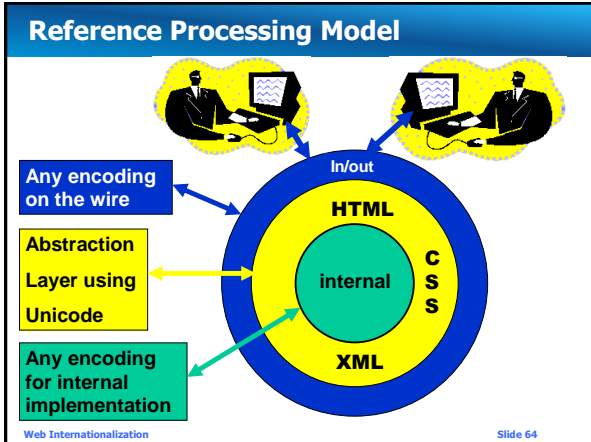 Reference Processing Model
In/out
Any encoding
on the wire
HTML
Abstraction
Layer using
Unicode
C
S
S
internal
XML
Any encoding
for internal
implementation
Web Internationalization
Slide 64